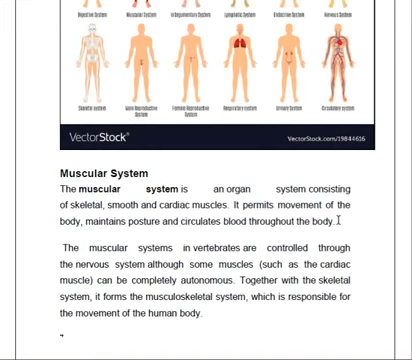 Digestive System Muscular System Integumentary System Lymphatic System Endocrine System Nervous System
Skeletal system Male Reproductive System Female Reproductive System Respiratory system Urinary System Circulatory system
VectorStock® VectorStock.com/19844616
Muscular System
The muscular system is an organ system consisting
of skeletal, smooth and cardiac muscles. It permits movement of the
body, maintains posture and circulates blood throughout the body.
The muscular systems in vertebrates are controlled through
the nervous system although some muscles (such as the cardiac
muscle) can be completely autonomous. Together with the skeletal
system, it forms the musculoskeletal system, which is responsible for
the movement of the human body.